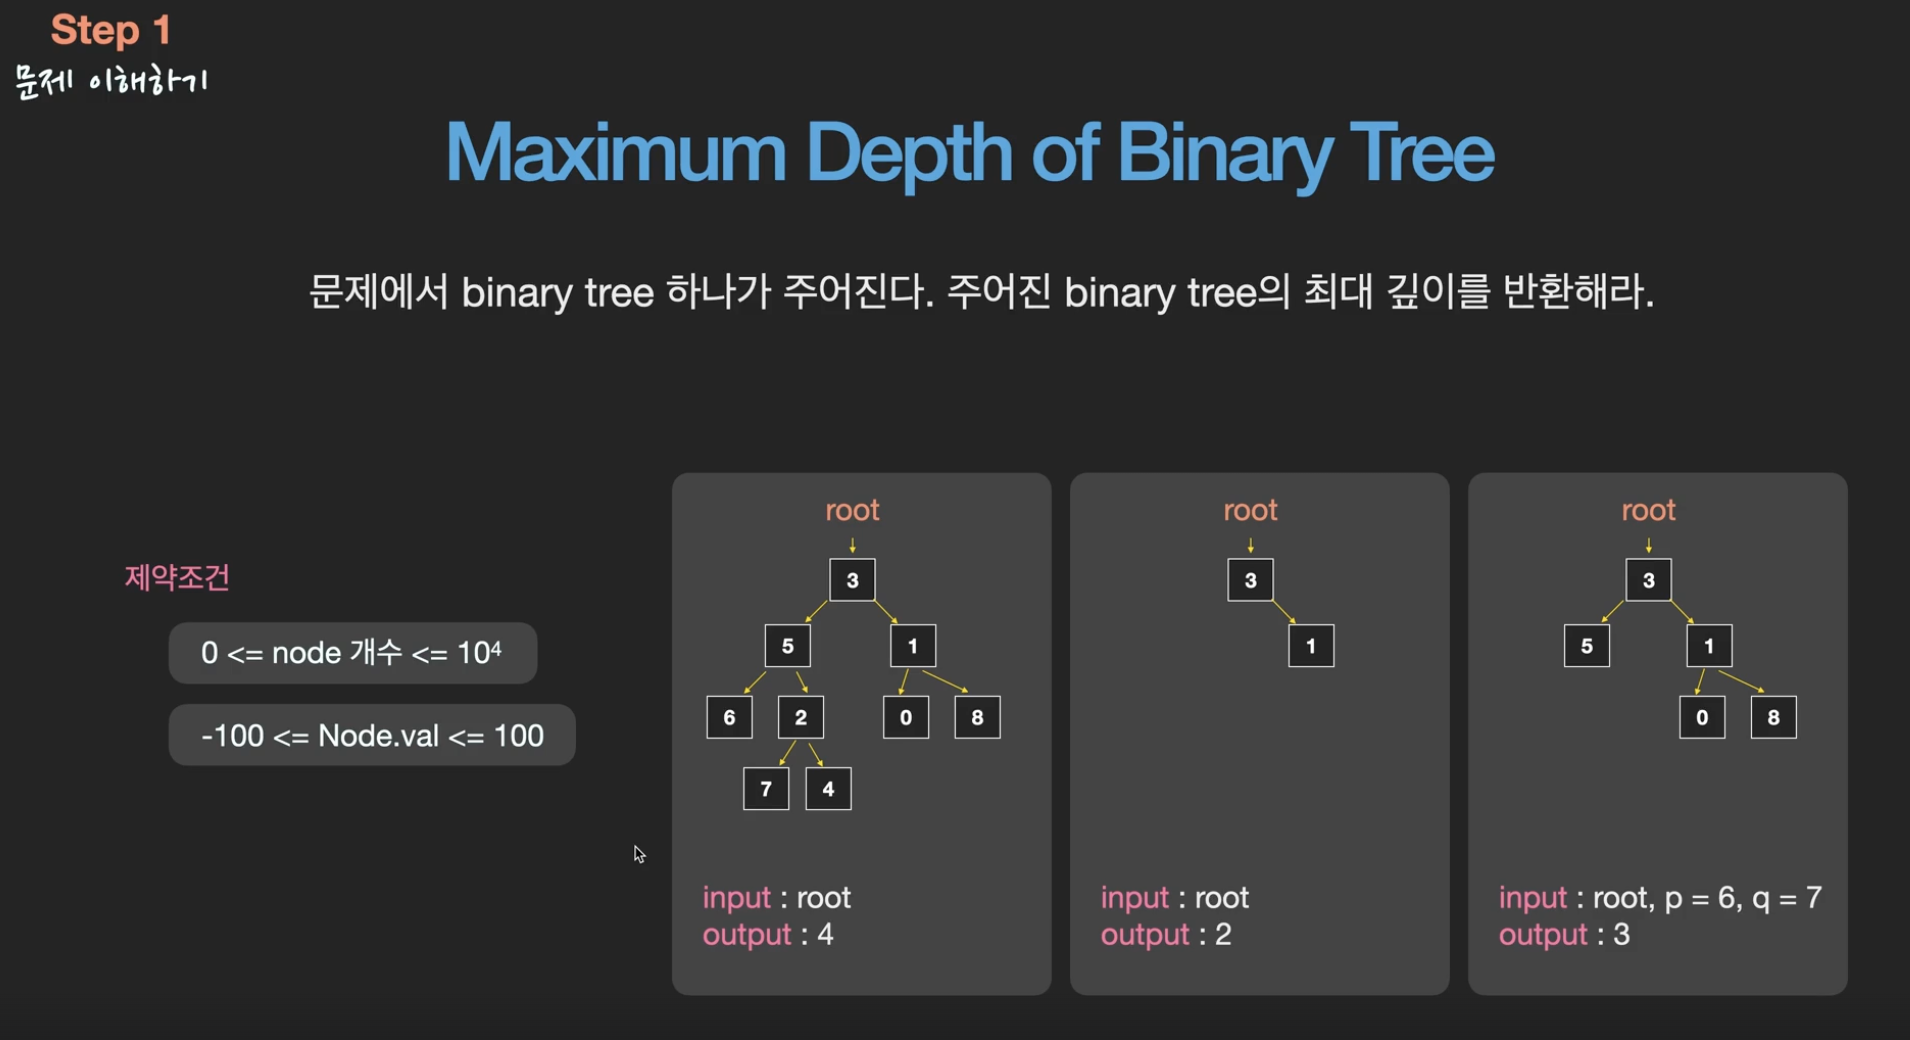 Step 1
문제 이해하기
Maximum Depth of Binary Tree
문제에서 binary tree 하나가 주어진다. 주어진 binary tree의 최대 깊이를 반환해라.
제약조건
0 <= node 개수 <= 10⁴
-100 <= Node.val <= 100
root
3
5 1
6 2 0 8
7 4
input : root
output : 4
root
3
1
input : root
output : 2
root
3
5 1
0 8
input : root, p = 6, q = 7
output : 3